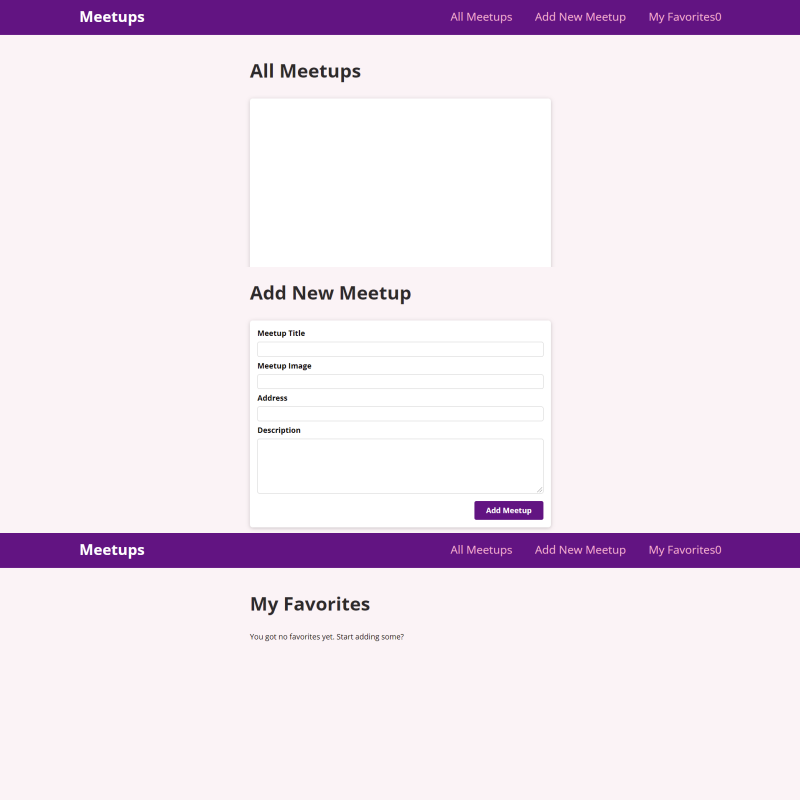 Meetups All Meetups Add New Meetup My Favorites0
All Meetups
Add New Meetup
Meetup Title
Meetup Image
Address
Description
Add Meetup
Meetups All Meetups Add New Meetup My Favorites0
My Favorites
You got no favorites yet. Start adding some?